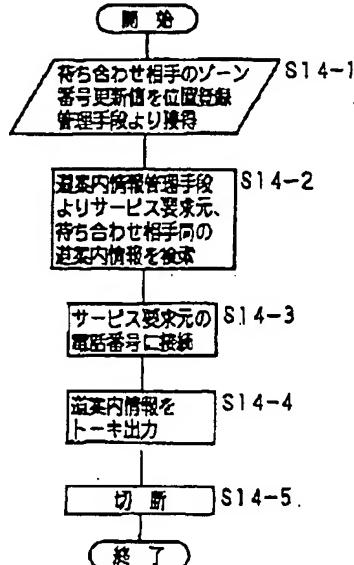 開始
待ち合わせ相手のゾーン S14-1
番号更新値を位置登録
管理手段より獲得
道案内情報管理手段 S14-2
よりサービス要求元、
待ち合わせ相手間の
道案内情報を検索
サービス要求元の S14-3
電話番号に接続
道案内情報を S14-4
トーキ出力
切断 S14-5
終了